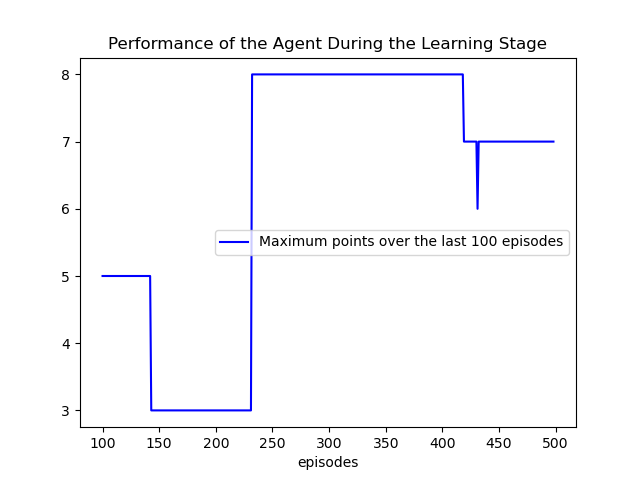 Performance of the Agent During the Learning Stage
8
7
6
5
4
3
Maximum points over the last 100 episodes
100 150 200 250 300 350 400 450 500
episodes